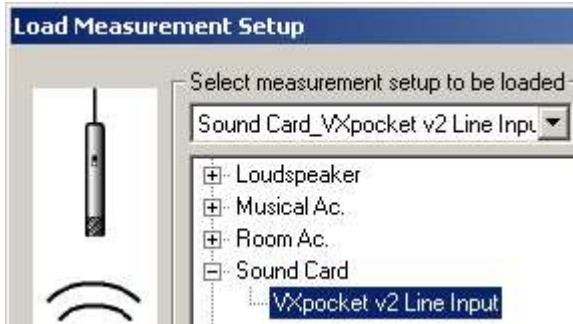 Load Measurement Setup
Select measurement setup to be loaded
Sound Card_VXpocket v2 Line Inpu
Loudspeaker
Musical Ac.
Room Ac.
Sound Card
VXpocket v2 Line Input